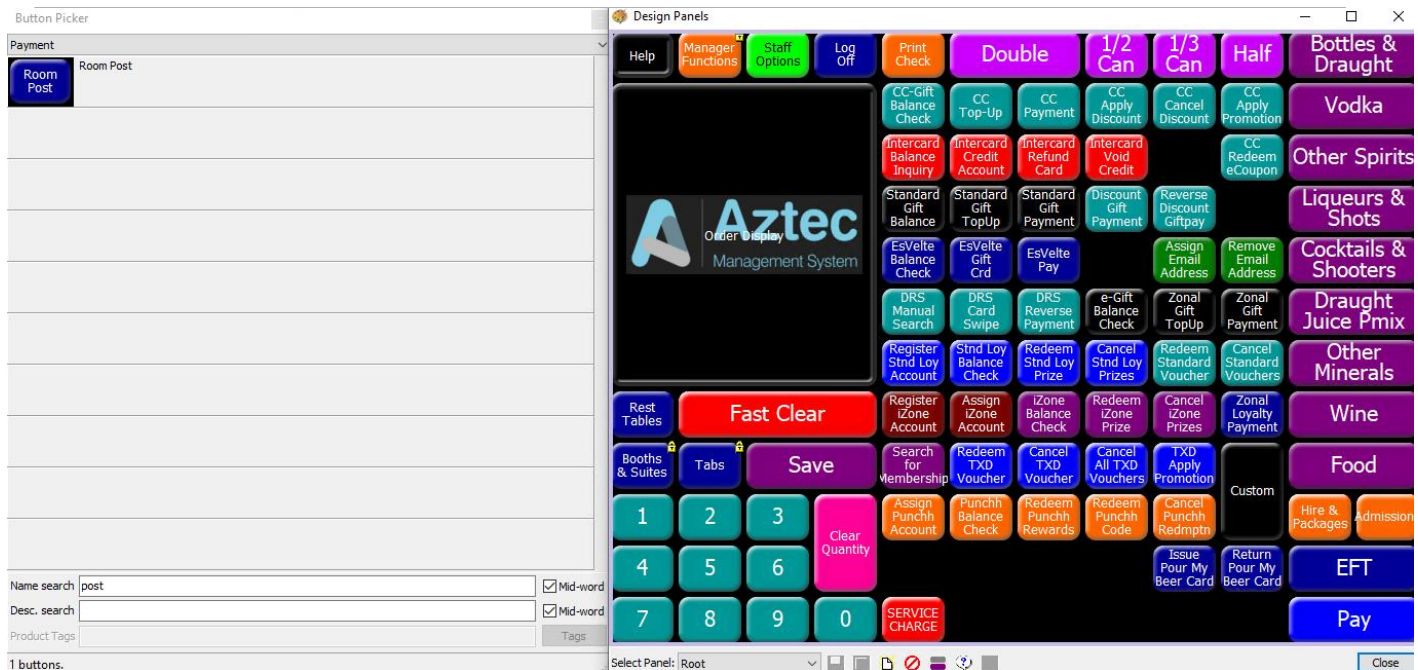 Button Picker
Payment
Room
Post
Room Post
Name search post Mid-word
Desc. search Mid-word
Product Tags Tags
1 buttons.
Design Panels
Help
Manager
Functions
Staff
Options
Log
Off
Print
Check
Double
1/2
Can
1/3
Can
Half
Bottles &
Draught
CC-Gift
Balance
Check
CC
Top-Up
CC
Payment
CC
Apply
Discount
CC
Cancel
Discount
CC
Apply
Promotion
Vodka
Intercard
Balance
Inquiry
Intercard
Credit
Account
Intercard
Refund
Card
Intercard
Void
Credit
CC
Redeem
eCoupon
Other Spirits
Aztec
Order Display
Management System
Standard
Gift
Balance
Standard
Gift
TopUp
Standard
Gift
Payment
Discount
Gift
Payment
Reverse
Discount
Giftpay
Liqueurs &
Shots
EsVelte
Balance
Check
EsVelte
Gift
Crd
EsVelte
Pay
Assign
Email
Address
Remove
Email
Address
Cocktails &
Shooters
DRS
Manual
Search
DRS
Card
Swipe
DRS
Reverse
Payment
e-Gift
Balance
Check
Zonal
Gift
TopUp
Zonal
Gift
Payment
Draught
Juice Pmix
Register
Stnd Loy
Account
Stnd Loy
Balance
Check
Redeem
Stnd Loy
Prize
Cancel
Stnd Loy
Prizes
Redeem
Standard
Voucher
Cancel
Standard
Vouchers
Other
Minerals
Rest
Tables
Fast Clear
Register
iZone
Account
Assign
iZone
Account
iZone
Balance
Check
Redeem
iZone
Prize
Cancel
iZone
Prizes
Zonal
Loyalty
Payment
Wine
Booths
& Suites
Tabs
Save
Search
for
Membership
Redeem
TXD
Voucher
Cancel
TXD
Voucher
Cancel
All TXD
Vouchers
TXD
Apply
Promotion
Custom
Food
1
2
3
Clear
Quantity
Assign
Punchh
Account
Punchh
Balance
Check
Redeem
Punchh
Rewards
Redeem
Punchh
Code
Cancel
Punchh
Redmptn
Hire &
Packages
Admission
4
5
6
Issue
Pour My
Beer Card
Return
Pour My
Beer Card
EFT
7
8
9
0
SERVICE
CHARGE
Pay
Select Panel: Root
Close